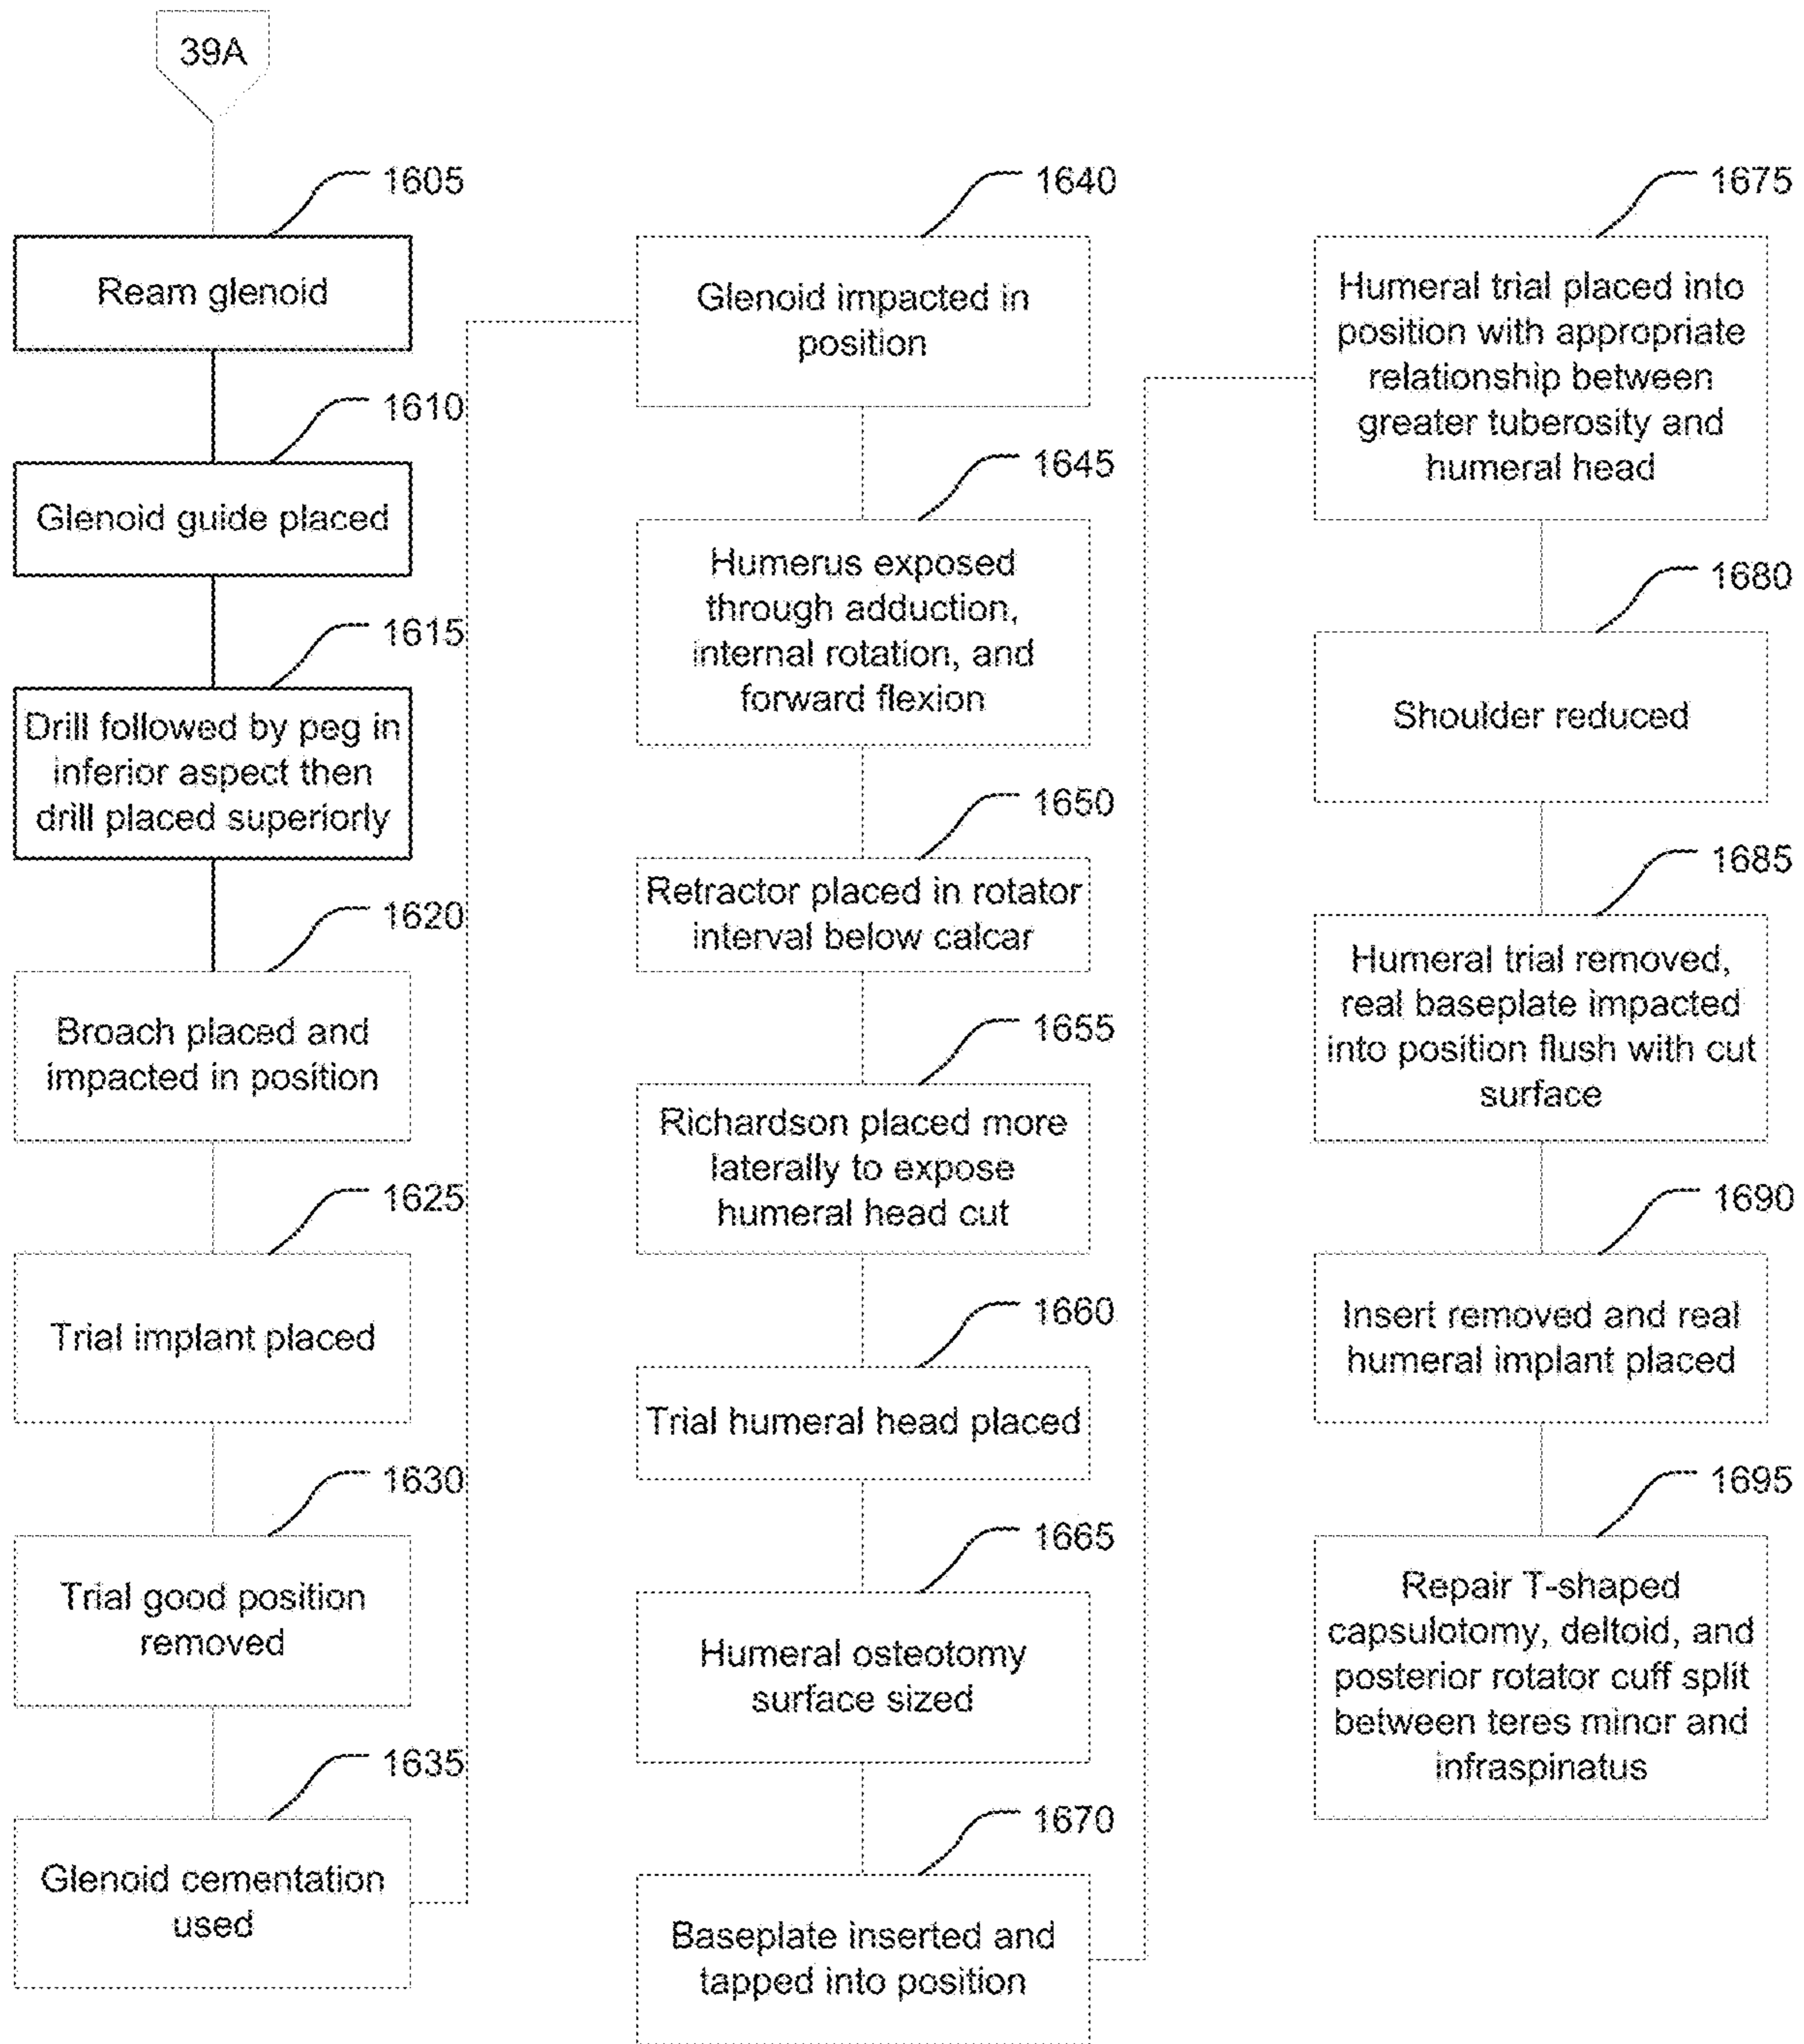 39A
1605
Ream glenoid
1610
Glenoid guide placed
1615
Drill followed by peg in
inferior aspect then
drill placed superiorly
1620
Broach placed and
impacted in position
1625
Trial implant placed
1630
Trial good position
removed
1635
Glenoid cementation
used
1640
Glenoid impacted in
position
1645
Humerus exposed
through adduction,
internal rotation, and
forward flexion
1650
Retractor placed in rotator
interval below calcar
1655
Richardson placed more
laterally to expose
humeral head cut
1660
Trial humeral head placed
1665
Humeral osteotomy
surface sized
1670
Baseplate inserted and
tapped into position
1675
Humeral trial placed into
position with appropriate
relationship between
greater tuberosity and
humeral head
1680
Shoulder reduced
1685
Humeral trial removed,
real baseplate impacted
into position flush with cut
surface
1690
Insert removed and real
humeral implant placed
1695
Repair T-shaped
capsulotomy, deltoid, and
posterior rotator cuff split
between teres minor and
infraspinatus